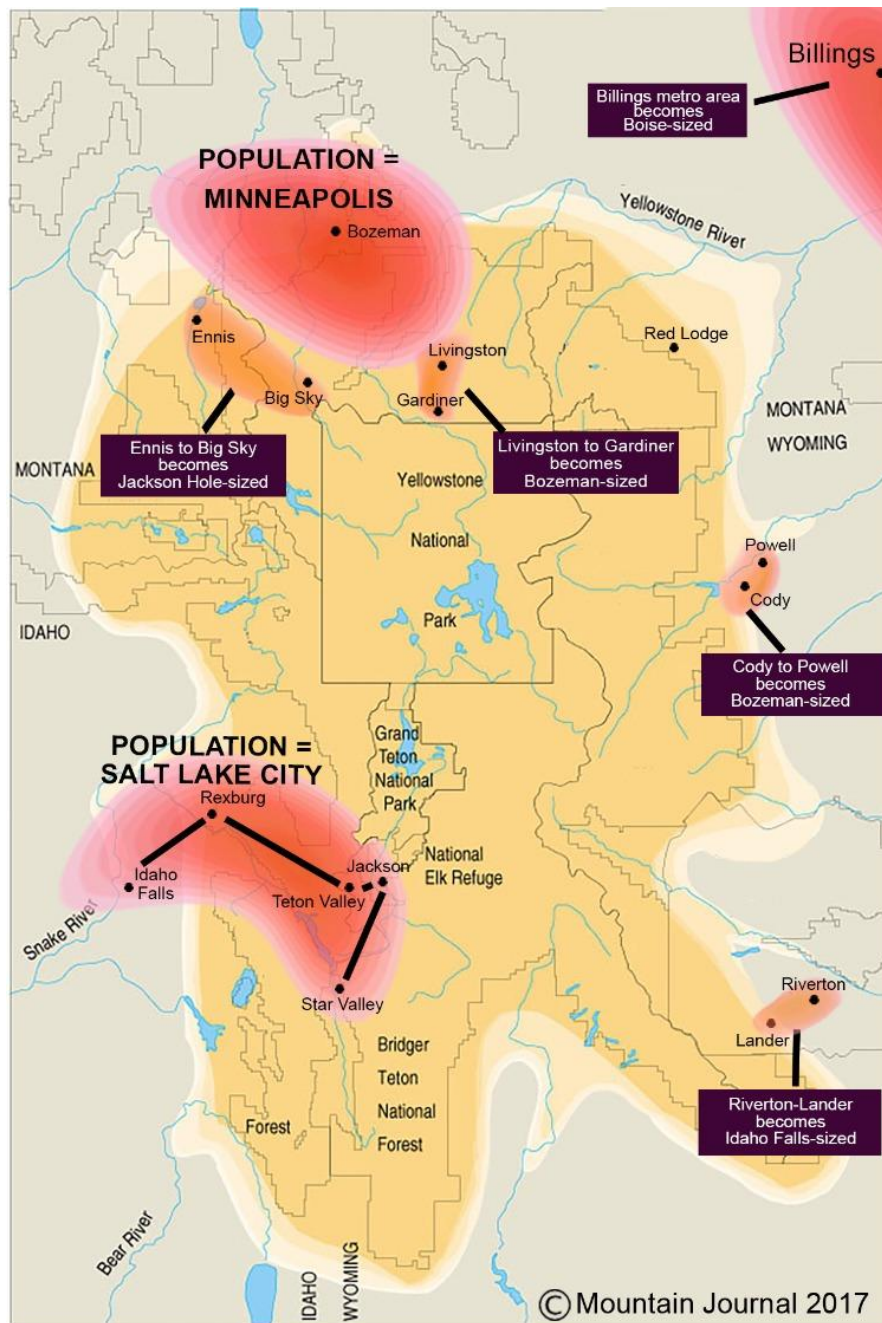 Billings
Billings metro area
becomes
Boise-sized
POPULATION =
MINNEAPOLIS
Bozeman
Yellowstone River
Ennis
Big Sky
Livingston
Gardiner
Red Lodge
Ennis to Big Sky
becomes
Jackson Hole-sized
Livingston to Gardiner
becomes
Bozeman-sized
MONTANA
WYOMING
MONTANA
IDAHO
Yellowstone
National
Park
Powell
Cody
Cody to Powell
becomes
Bozeman-sized
POPULATION =
SALT LAKE CITY
Grand
Teton
National
Park
Rexburg
Idaho
Falls
Teton Valley
Jackson
National
Elk Refuge
Snake River
Star Valley
Riverton
Lander
Riverton-Lander
becomes
Idaho Falls-sized
Bridger
Teton
National
Forest
Forest
Bear River
IDAHO
WYOMING
© Mountain Journal 2017